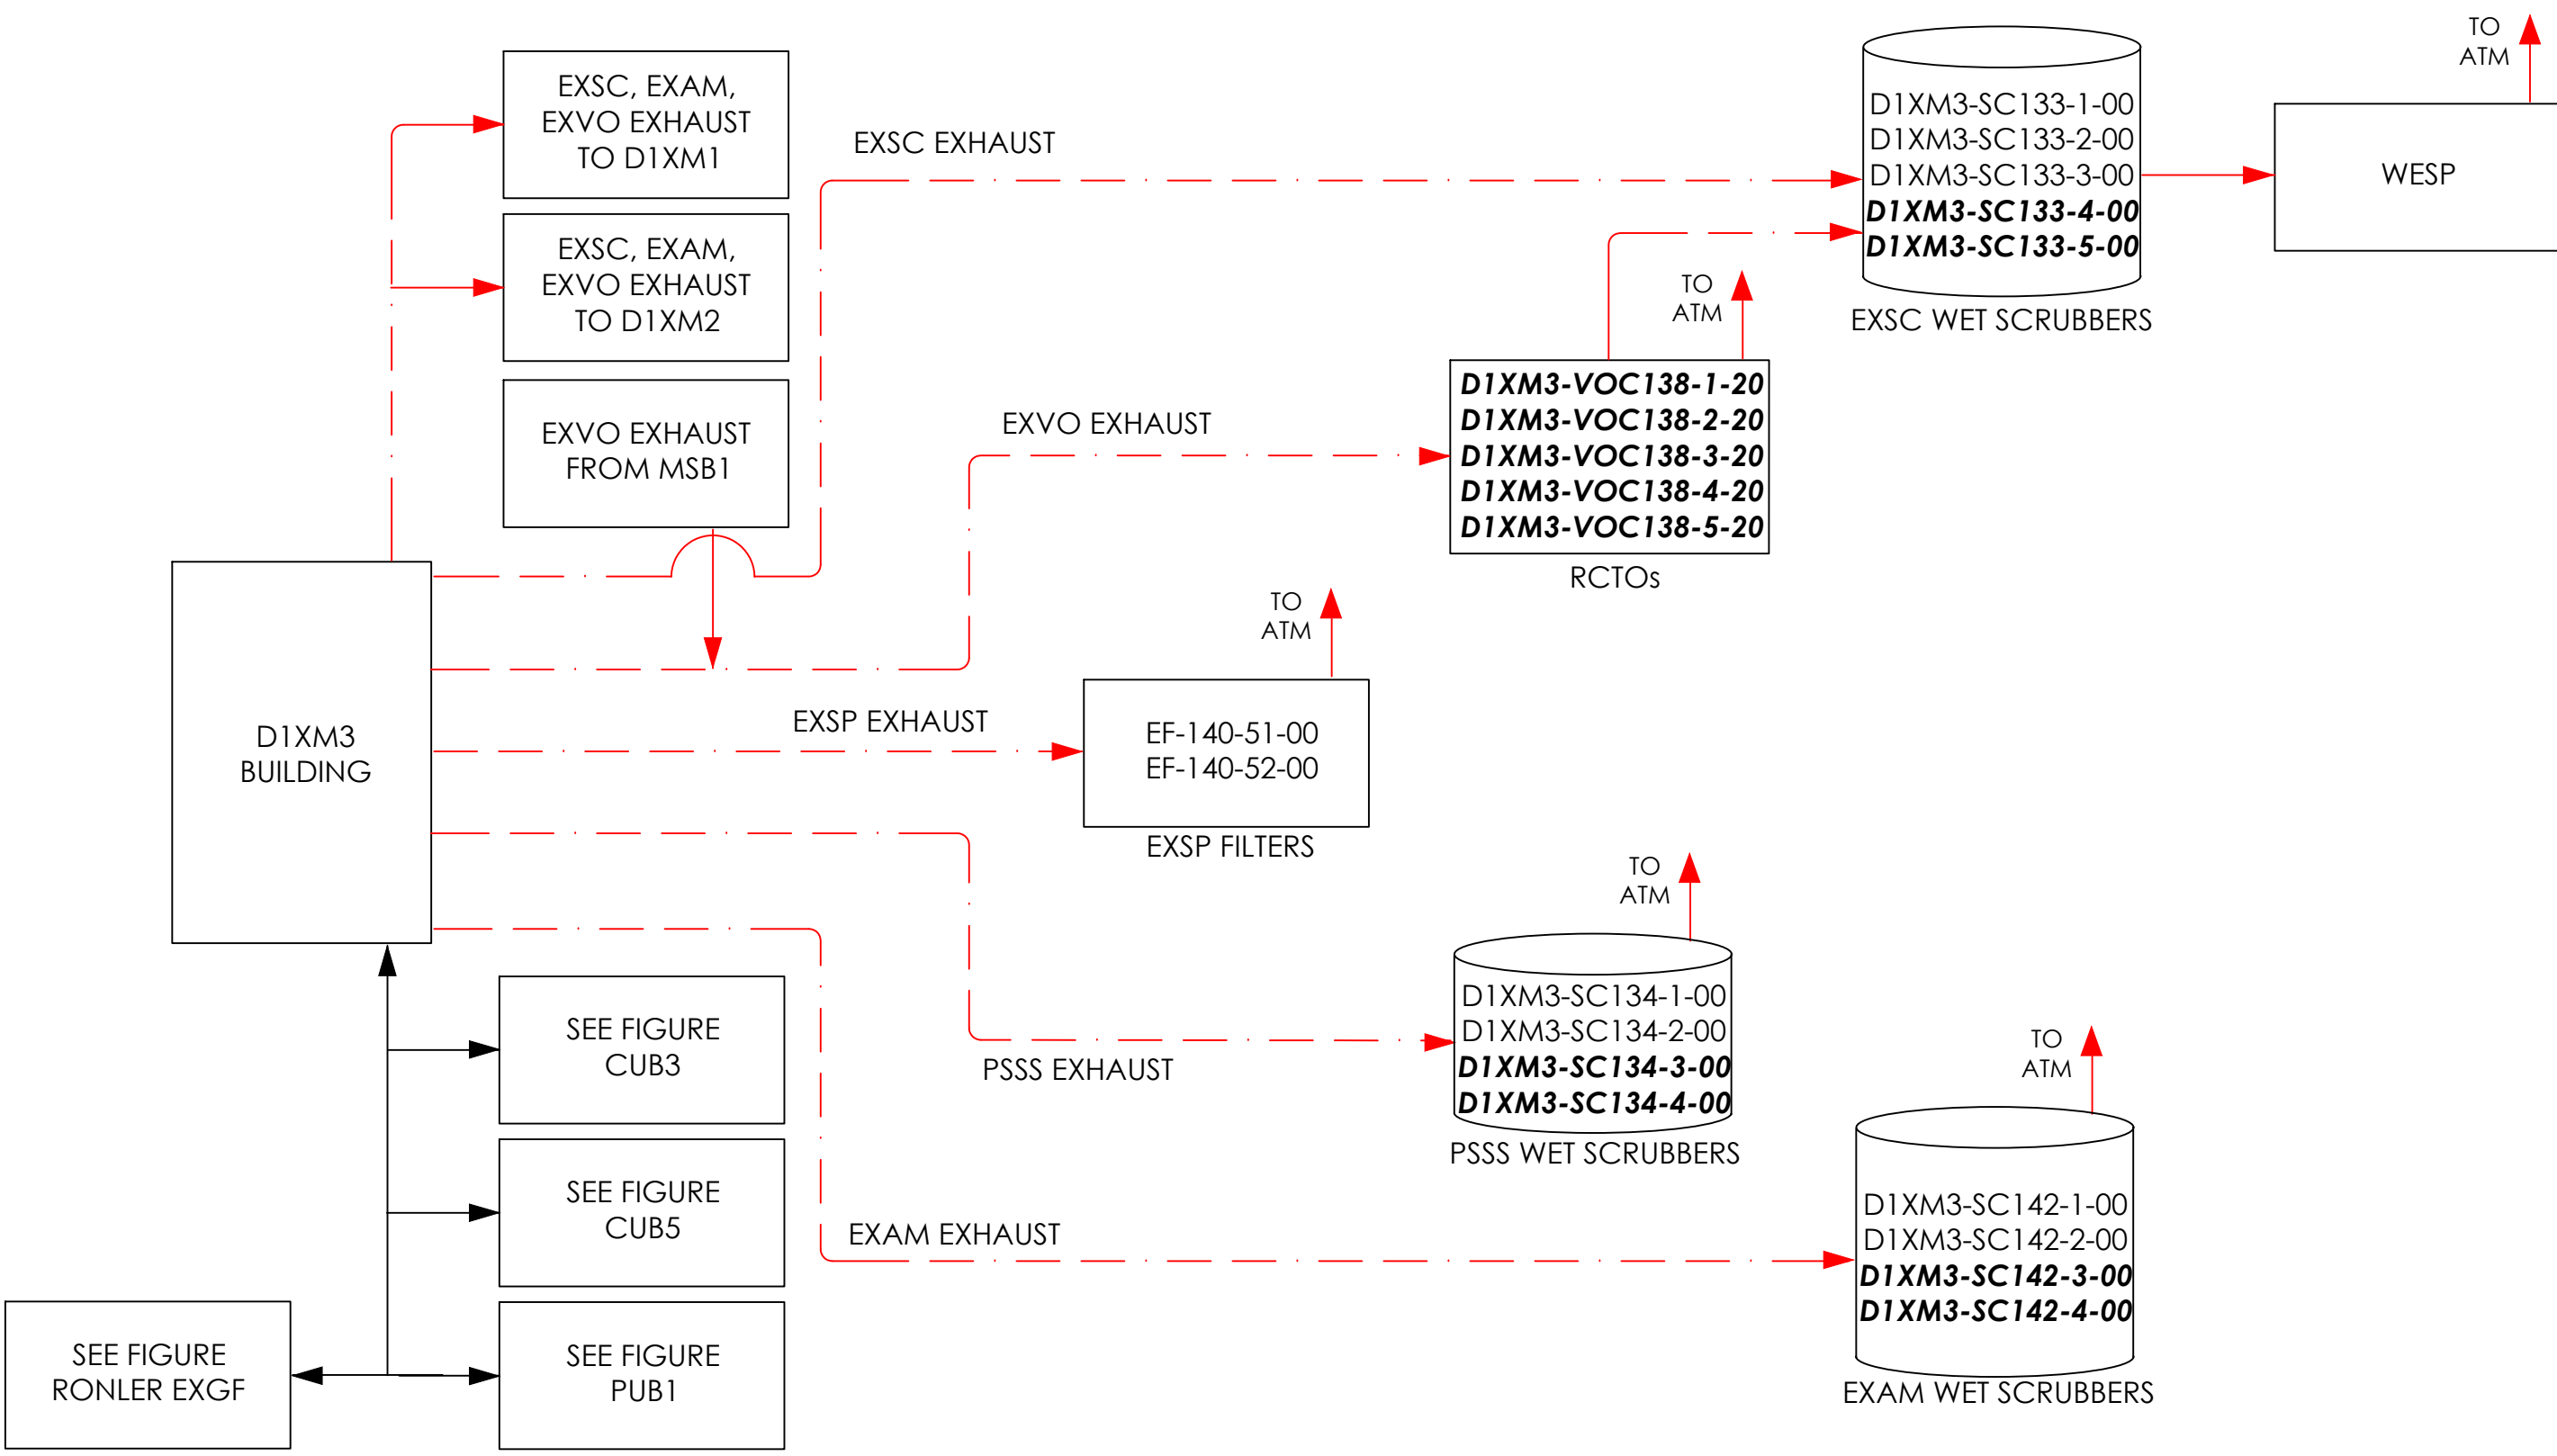 TO
ATM
EXSC, EXAM,
EXVO EXHAUST
TO D1XM1
EXSC EXHAUST
D1XM3-SC133-1-00
D1XM3-SC133-2-00
D1XM3-SC133-3-00
D1XM3-SC133-4-00
D1XM3-SC133-5-00
EXSC WET SCRUBBERS
WESP
EXSC, EXAM,
EXVO EXHAUST
TO D1XM2
TO
ATM
EXVO EXHAUST
FROM MSB1
EXVO EXHAUST
D1XM3-VOC138-1-20
D1XM3-VOC138-2-20
D1XM3-VOC138-3-20
D1XM3-VOC138-4-20
D1XM3-VOC138-5-20
RCTOs
TO
ATM
D1XM3
BUILDING
EXSP EXHAUST
EF-140-51-00
EF-140-52-00
EXSP FILTERS
TO
ATM
PSSS EXHAUST
D1XM3-SC134-1-00
D1XM3-SC134-2-00
D1XM3-SC134-3-00
D1XM3-SC134-4-00
PSSS WET SCRUBBERS
SEE FIGURE
CUB3
TO
ATM
SEE FIGURE
CUB5
EXAM EXHAUST
D1XM3-SC142-1-00
D1XM3-SC142-2-00
D1XM3-SC142-3-00
D1XM3-SC142-4-00
EXAM WET SCRUBBERS
SEE FIGURE
RONLER EXGF
SEE FIGURE
PUB1